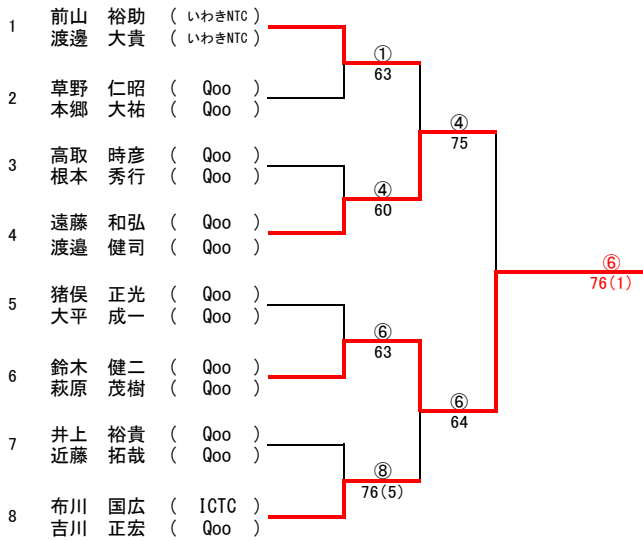 1 前山 裕助 ( いわきNTC )
渡邊 大貴 ( いわきNTC )
①
63
2 草野 仁昭 ( Qoo )
本郷 大祐 ( Qoo )
④
75
3 高取 時彦 ( Qoo )
根本 秀行 ( Qoo )
④
60
4 遠藤 和弘 ( Qoo )
渡邉 健司 ( Qoo )
⑥
76(1)
5 猪俣 正光 ( Qoo )
大平 成一 ( Qoo )
⑥
63
6 鈴木 健二 ( Qoo )
萩原 茂樹 ( Qoo )
⑥
64
7 井上 裕貴 ( Qoo )
近藤 拓哉 ( Qoo )
⑧
76(5)
8 布川 国広 ( ICTC )
吉川 正宏 ( Qoo )